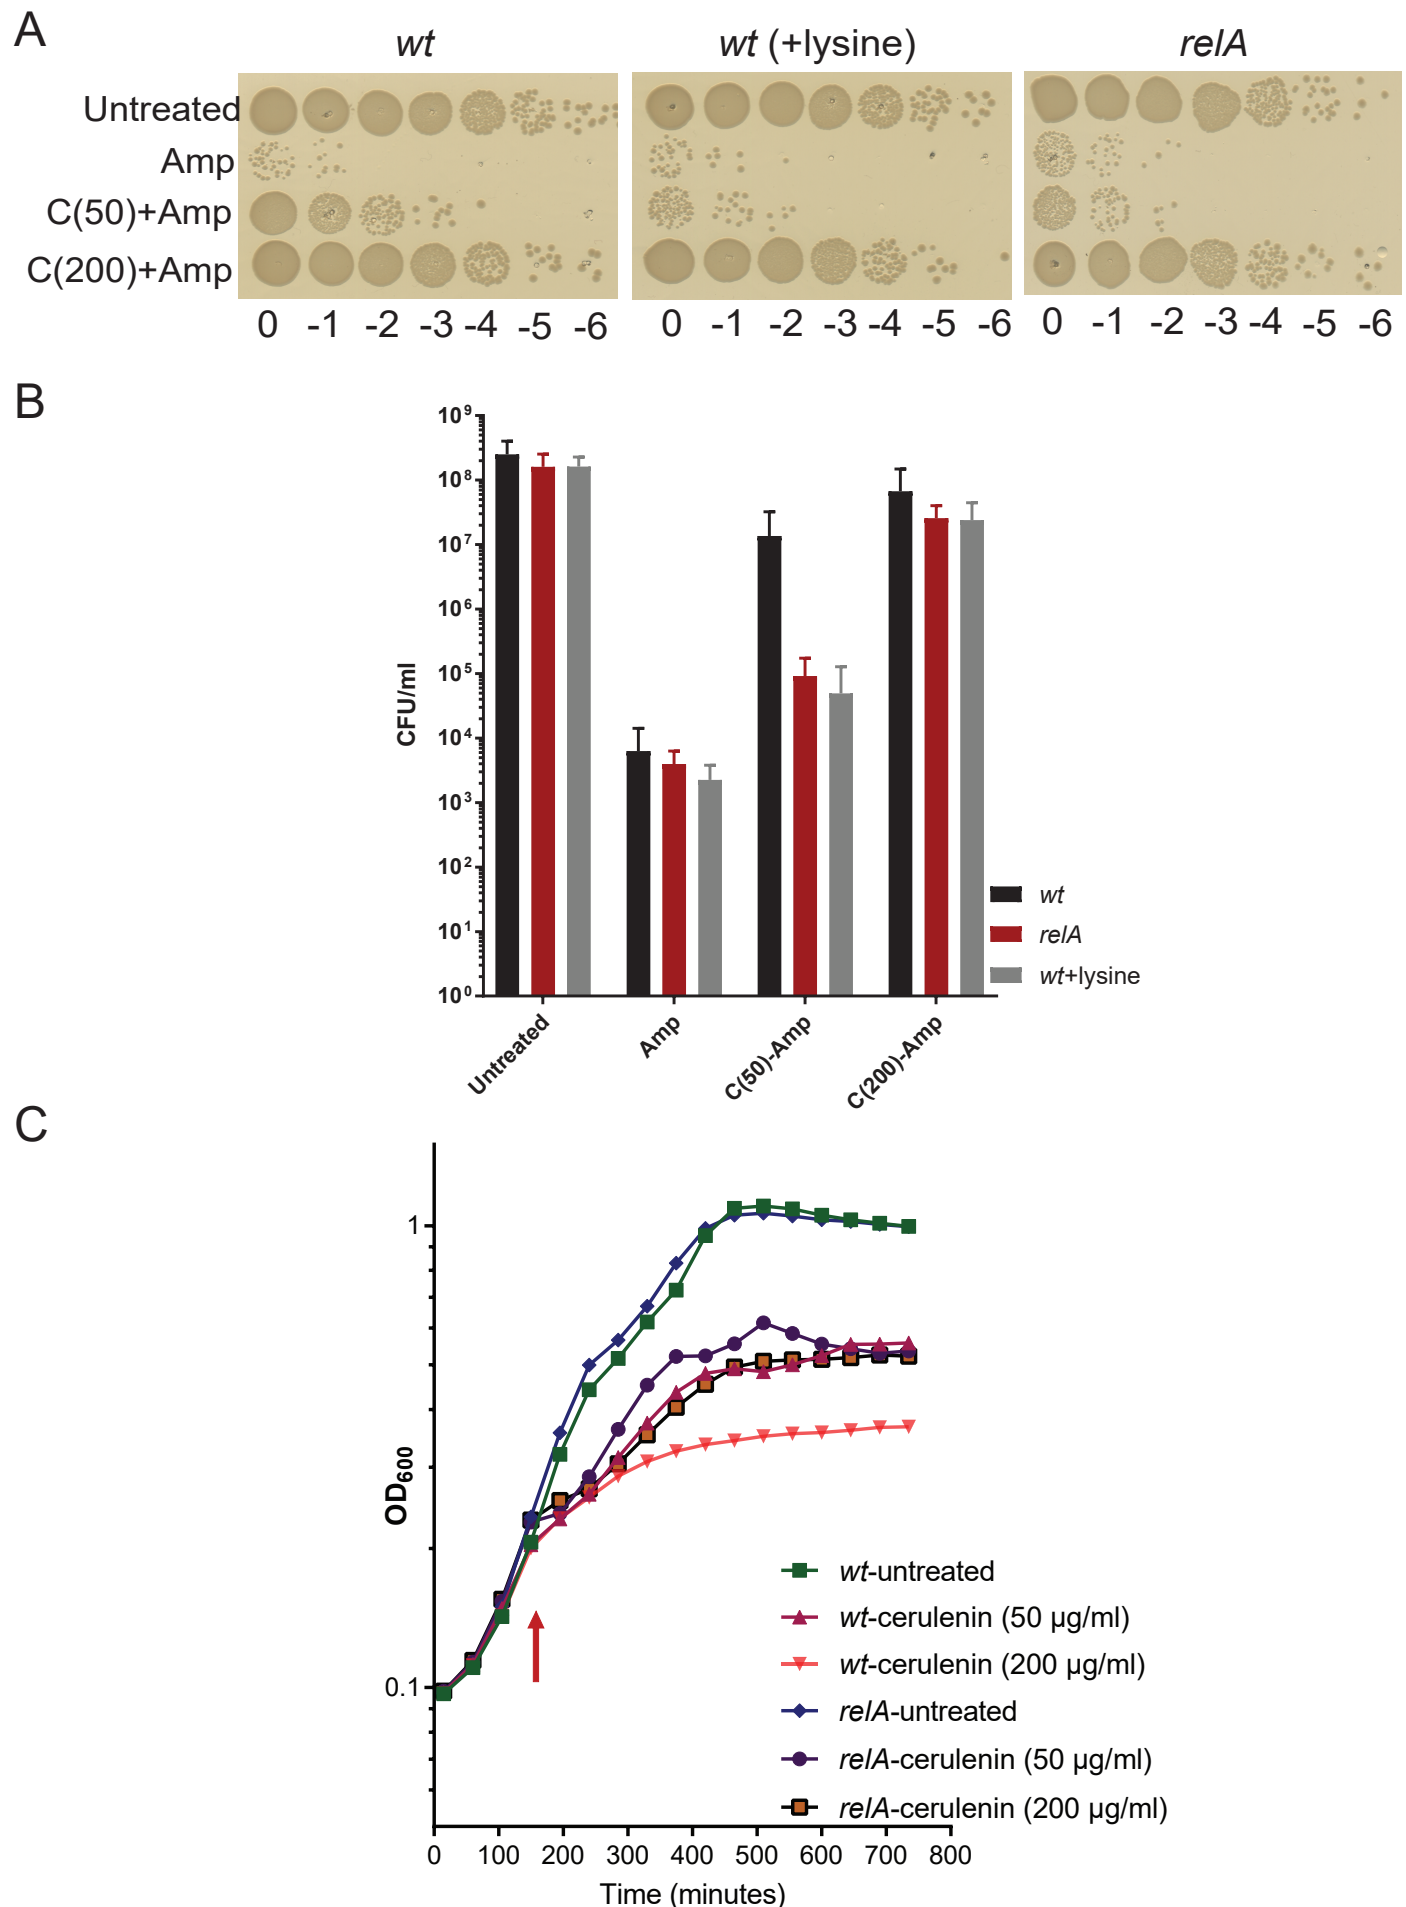 A
wt
wt (+lysine)
relA
Untreated
Amp
C(50)+Amp
C(200)+Amp
0 -1 -2 -3 -4 -5 -6
0 -1 -2 -3 -4 -5 -6
0 -1 -2 -3 -4 -5 -6
B
10⁹
10⁸
10⁷
10⁶
10⁵
10⁴
10³
10²
10¹
10⁰
CFU/ml
Untreated
Amp
C(50)-Amp
C(200)-Amp
wt
relA
wt+lysine
C
1
0.1
OD600
wt-untreated
wt-cerulenin (50 µg/ml)
wt-cerulenin (200 µg/ml)
relA-untreated
relA-cerulenin (50 µg/ml)
relA-cerulenin (200 µg/ml)
0 100 200 300 400 500 600 700 800
Time (minutes)